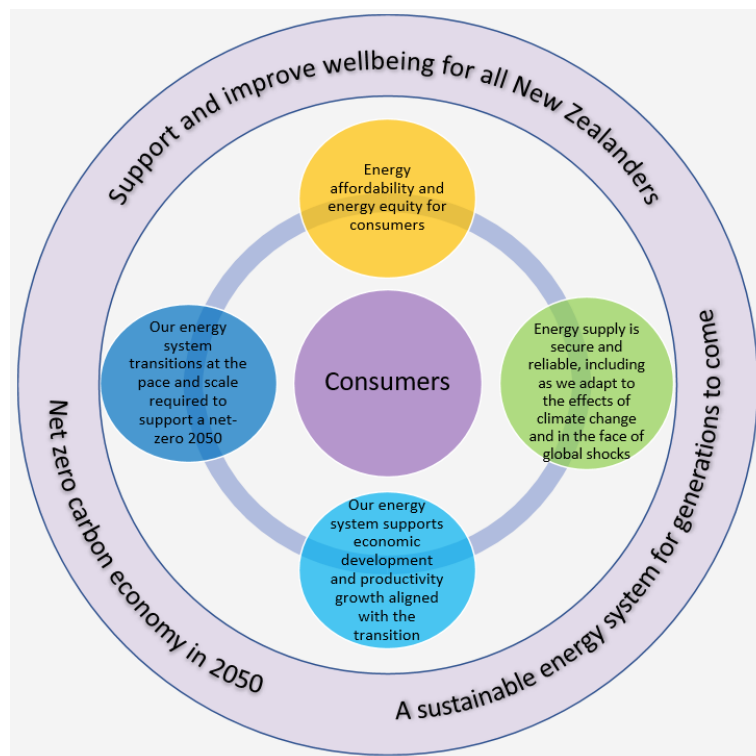 Support and improve wellbeing for all New Zealanders
Energy
affordability and
energy equity for
consumers
Our energy
system
transitions at the
pace and scale
required to
support a net-
zero 2050
Consumers
Energy supply is
secure and
reliable, including
as we adapt to
the effects of
climate change
and in the face of
global shocks
Our energy
system supports
economic
development
and productivity
growth aligned
with the
transition
Net zero carbon economy in 2050
A sustainable energy system for generations to come